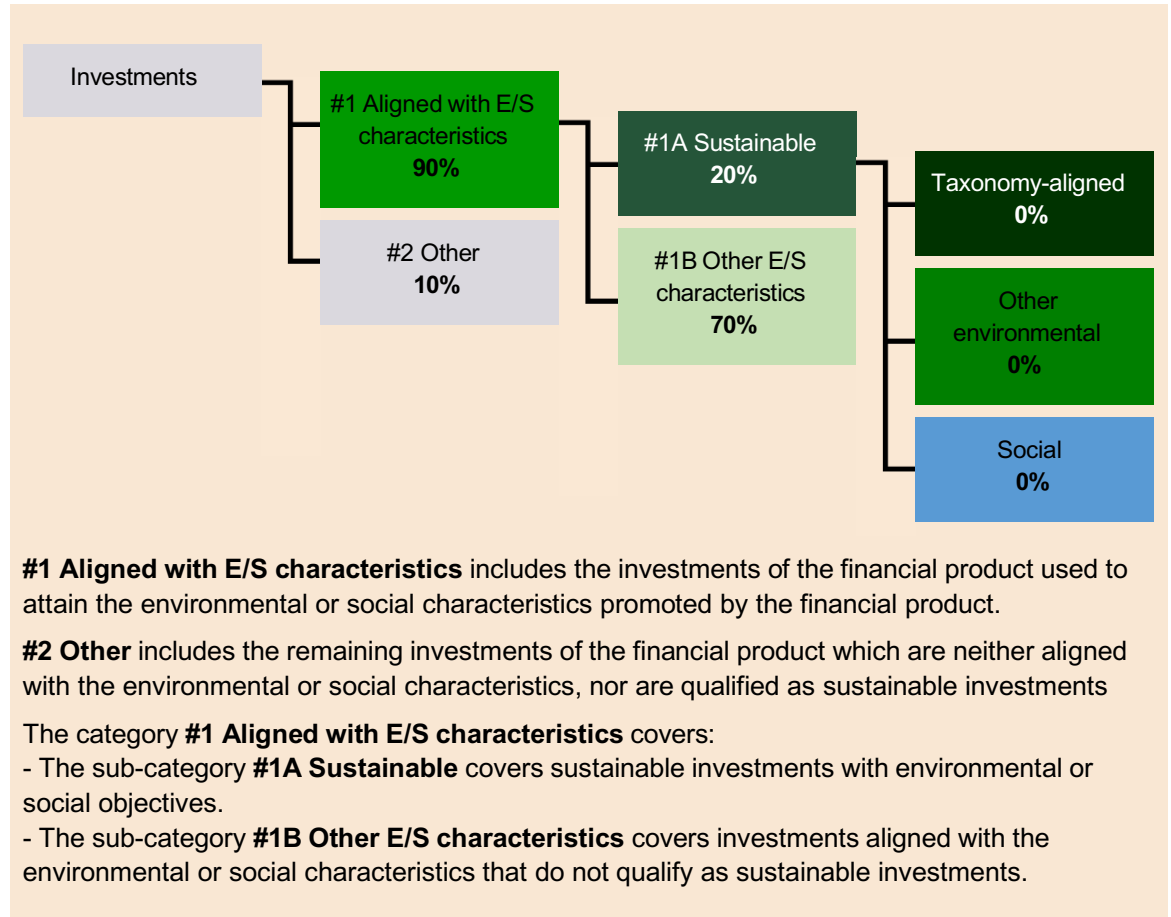 Investments
#1 Aligned with E/S
characteristics
90%
#2 Other
10%
#1A Sustainable
20%
#1B Other E/S
characteristics
70%
Taxonomy-aligned
0%
Other
environmental
0%
Social
0%
#1 Aligned with E/S characteristics includes the investments of the financial product used to
attain the environmental or social characteristics promoted by the financial product.
#2 Other includes the remaining investments of the financial product which are neither aligned
with the environmental or social characteristics, nor are qualified as sustainable investments
The category #1 Aligned with E/S characteristics covers:
- The sub-category #1A Sustainable covers sustainable investments with environmental or
social objectives.
- The sub-category #1B Other E/S characteristics covers investments aligned with the
environmental or social characteristics that do not qualify as sustainable investments.